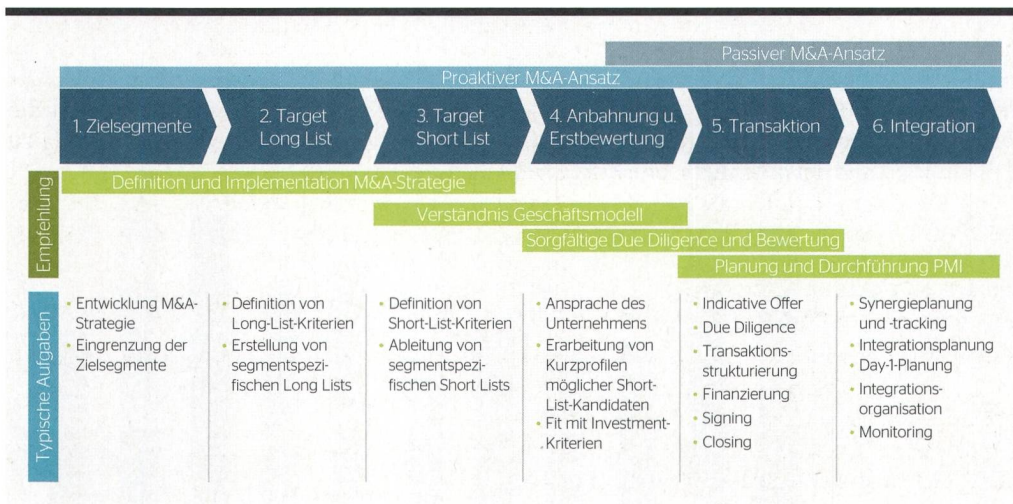 Passiver M&A-Ansatz
Proaktiver M&A-Ansatz
1. Zielsegmente
2. Target
Long List
3. Target
Short List
4. Anbahnung u.
Erstbewertung
5. Transaktion
6. Integration
Empfehlung
Definition und Implementation M&A-Strategie
Verständnis Geschäftsmodell
Sorgfältige Due Diligence und Bewertung
Planung und Durchführung PMI
Typische Aufgaben
• Entwicklung M&A-
Strategie
• Eingrenzung der
Zielsegmente
• Definition von
Long-List-Kriterien
• Erstellung von
segmentspezi-
fischen Long Lists
• Definition von
Short-List-Kriterien
• Ableitung von
segmentspezi-
fischen Short Lists
• Ansprache des
Unternehmens
• Erarbeitung von
Kurzprofilen
möglicher Short-
List-Kandidaten
• Fit mit Investment-
Kriterien
• Indicative Offer
• Due Diligence
• Transaktions-
strukturierung
• Finanzierung
• Signing
• Closing
• Synergieplanung
und -tracking
• Integrationsplanung
• Day-1-Planung
• Integrations-
organisation
• Monitoring